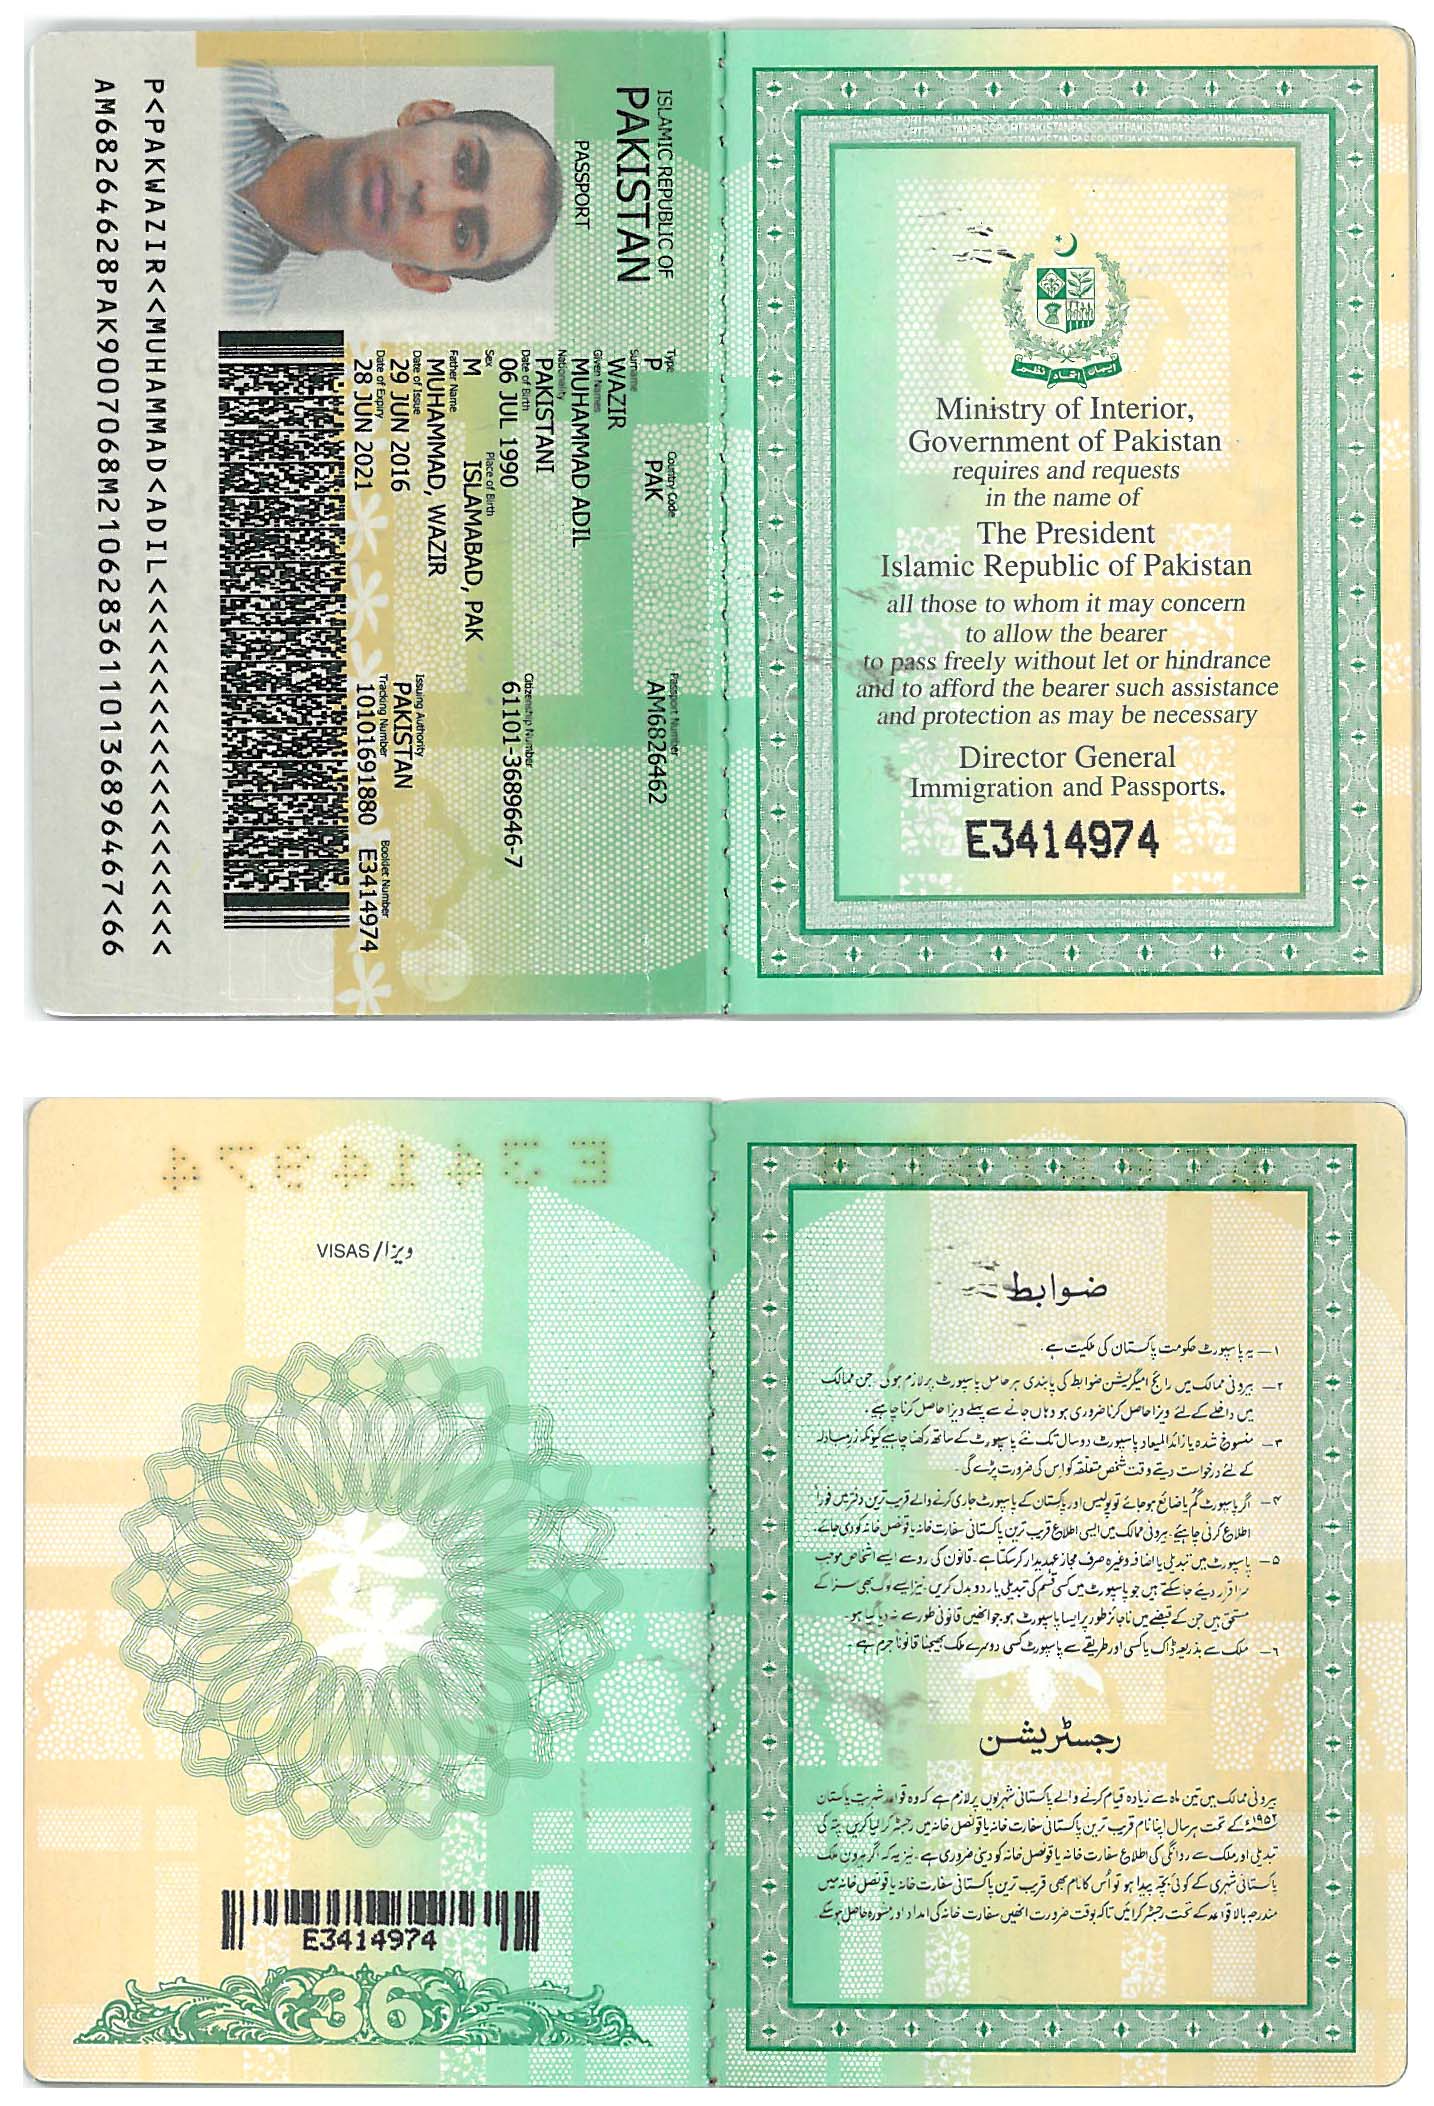 ISLAMIC REPUBLIC OF
PAKISTAN
PASSPORT
Type Country Code Passport Number
P PAK AM6826462
Surname
WAZIR
Given Names
MUHAMMAD ADIL
Nationality
PAKISTANI
Date of Birth Citizenship Number
06 JUL 1990 61101-3689646-7
Sex Place of Birth
M ISLAMABAD, PAK
Father Name
MUHAMMAD, WAZIR
Date of Issue Issuing Authority
29 JUN 2016 PAKISTAN
Date of Expiry Tracking Number Booklet Number
28 JUN 2021 10101691880 E3414974
P<PAKWAZIR<<MUHAMMAD<ADIL<<<<<<<<<<<<<<<<<<<
AM68264628PAK9007068M21062836110136896467<66
ایمان اتحاد نظم
Ministry of Interior,
Government of Pakistan
requires and requests
in the name of
The President
Islamic Republic of Pakistan
all those to whom it may concern
to allow the bearer
to pass freely without let or hindrance
and to afford the bearer such assistance
and protection as may be necessary
Director General
Immigration and Passports.
E3414974
E3414974
VISAS/ویزا
E3414974
36
ضوابط
۱ـ یہ پاسپورٹ حکومت پاکستان کی ملکیت ہے۔
۲ـ بیرونی ممالک میں رائج امیگریشن ضوابط کی پابندی ہر حامل پاسپورٹ پر لازم ہوگی۔ جن ممالک
میں داخلے کے لئے ویزا حاصل کرنا ضروری ہو وہاں جانے سے پہلے ویزا حاصل کرنا چاہیے۔
۳ـ منسوخ شدہ یا زائد المیعاد پاسپورٹ دو سال تک نئے پاسپورٹ کے ساتھ رکھنا چاہیے کیونکہ زرمبادلہ
کے لئے درخواست دیتے وقت شخص متعلقہ کو اس کی ضرورت پڑے گی۔
۴ـ اگر پاسپورٹ گم یا ضائع ہو جائے تو پولیس اور پاکستان کے پاسپورٹ جاری کرنے والے قریب ترین دفتر میں فوراً
اطلاع کرنی چاہیئے۔ بیرونی ممالک میں ایسی اطلاع قریب ترین پاکستانی سفارت خانہ یا قونصل خانہ کو دی جائے۔
۵ـ پاسپورٹ میں تبدیلی یا اضافہ وغیرہ صرف مجاز عہدیدار کر سکتا ہے۔ قانون کی رو سے ایسے اشخاص موجب
سزا قرار دیئے جا سکتے ہیں جو پاسپورٹ میں کسی قسم کی تبدیلی یا ردو بدل کریں۔ نیز ایسے لوگ بھی سزا کے
مستحق ہیں جن کے قبضے میں ناجائز طور پر ایسا پاسپورٹ ہو جو انھیں قانونی طور سے نہ دیا گیا ہو۔
۶ـ ملک سے بذریعہ ڈاک یا کسی اور طریقے سے پاسپورٹ کسی دوسرے ملک بھیجنا قانوناً جرم ہے۔
رجسٹریشن
بیرونی ممالک میں تین ماہ سے زیادہ قیام کرنے والے پاکستانی شہریوں پر لازم ہے کہ وہ قواعد شہریت پاکستان
۱۹۵۲ء کے تحت ہر سال اپنا نام قریب ترین پاکستانی سفارت خانہ یا قونصل خانہ میں رجسٹر کرا لیا کریں۔ پتہ کی
تبدیلی اور ملک سے روانگی کی اطلاع سفارت خانہ یا قونصل خانہ کو دینی ضروری ہے۔ نیز یہ کہ اگر بیرون ملک
پاکستانی شہری کے کوئی بچہ پیدا ہو تو اُس کا نام بھی قریب ترین پاکستانی سفارت خانہ یا قونصل خانہ میں
مندرجہ بالا قواعد کے تحت رجسٹر کرائیں تاکہ بوقت ضرورت انھیں سفارت خانہ کی امداد اور مشورہ حاصل ہو سکے